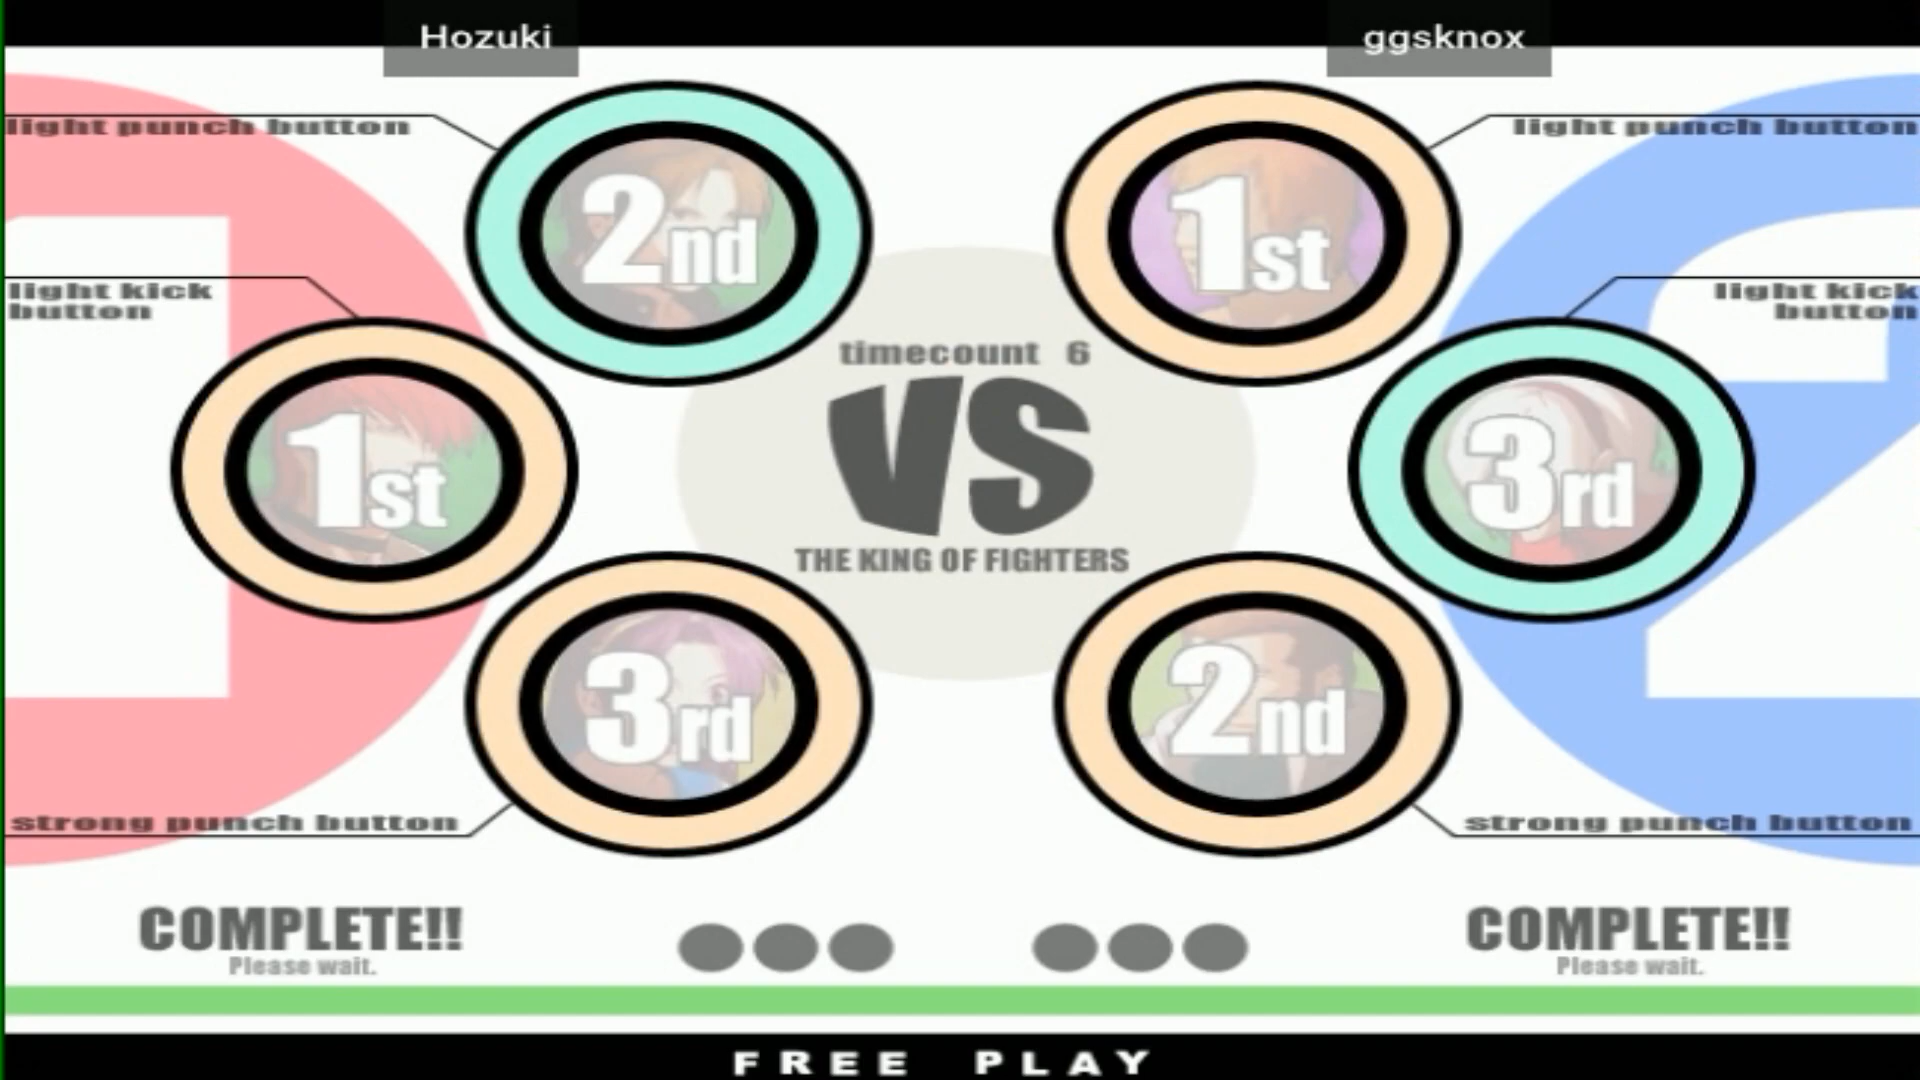 Hozuki
ggsknox
light punch button
light punch button
2nd
1st
light kick
button
light kick
button
timecount 6
VS
THE KING OF FIGHTERS
1st
3rd
3rd
2nd
strong punch button
strong punch button
COMPLETE!!
Please wait.
COMPLETE!!
Please wait.
FREE PLAY
1
2